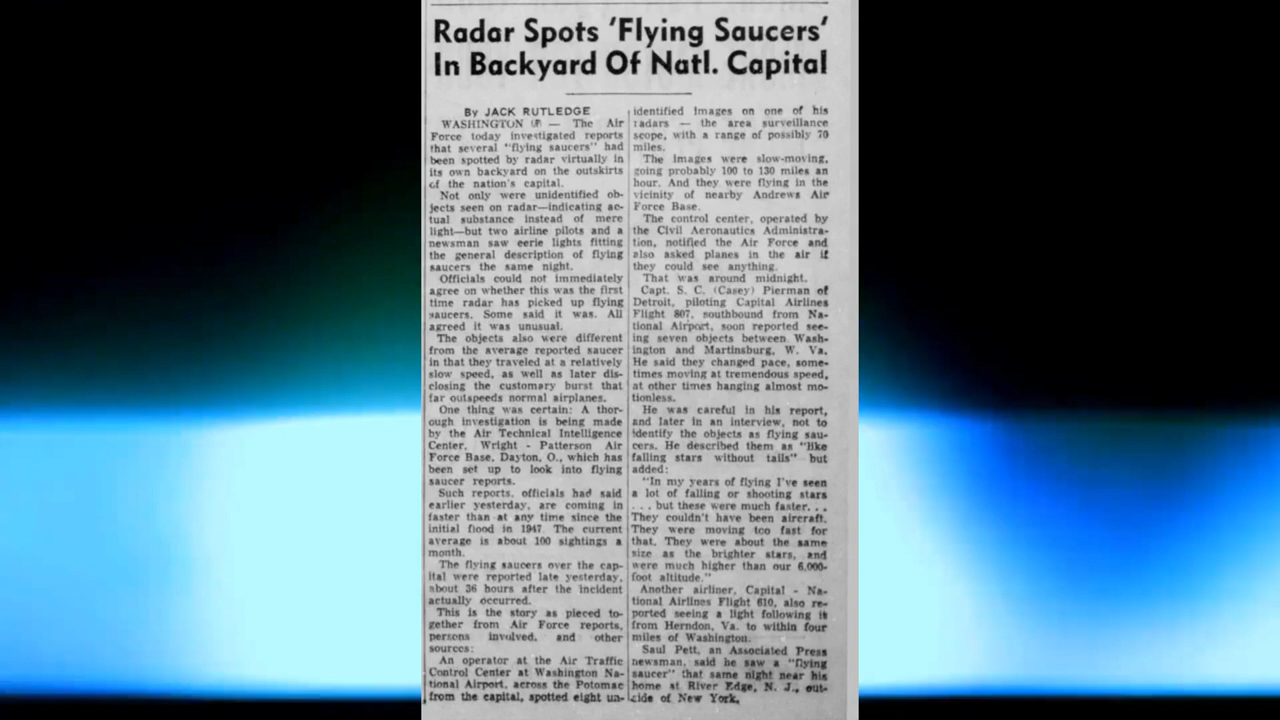 Radar Spots 'Flying Saucers'
In Backyard Of Natl. Capital
By JACK RUTLEDGE
WASHINGTON (P) — The Air
Force today investigated reports
that several "flying saucers" had
been spotted by radar virtually in
its own backyard on the outskirts
of the nation's capital.
Not only were unidentified ob-
jects seen on radar—indicating ac-
tual substance instead of mere
light—but two airline pilots and a
newsman saw eerie lights fitting
the general description of flying
saucers the same night.
Officials could not immediately
agree on whether this was the first
time radar has picked up flying
saucers. Some said it was. All
agreed it was unusual.
The objects also were different
from the average reported saucer
in that they traveled at a relatively
slow speed, as well as later dis-
closing the customary burst that
far outspeeds normal airplanes.
One thing was certain: A thor-
ough investigation is being made
by the Air Technical Intelligence
Center, Wright - Patterson Air
Force Base, Dayton, O., which has
been set up to look into flying
saucer reports.
Such reports, officials had said
earlier yesterday, are coming in
faster than at any time since the
initial flood in 1947. The current
average is about 100 sightings a
month.
The flying saucers over the cap-
ital were reported late yesterday,
about 36 hours after the incident
actually occurred.
This is the story as pieced to-
gether from Air Force reports,
persons involved, and other
sources:
An operator at the Air Traffic
Control Center at Washington Na-
tional Airport, across the Potomac
from the capital, spotted eight un-
identified images on one of his
radars — the area surveillance
scope, with a range of possibly 70
miles.
The images were slow-moving,
going probably 100 to 130 miles an
hour. And they were flying in the
vicinity of nearby Andrews Air
Force Base.
The control center, operated by
the Civil Aeronautics Administra-
tion, notified the Air Force and
also asked planes in the air if
they could see anything.
That was around midnight.
Capt. S. C. (Casey) Pierman of
Detroit, piloting Capital Airlines
Flight 807, southbound from Na-
tional Airport, soon reported see-
ing seven objects between Wash-
ington and Martinsburg, W. Va.
He said they changed pace, some-
times moving at tremendous speed,
at other times hanging almost mo-
tionless.
He was careful in his report,
and later in an interview, not to
identify the objects as flying sau-
cers. He described them as "like
falling stars without tails" but
added:
"In my years of flying I've seen
a lot of falling or shooting stars
. . . but these were much faster. . .
They couldn't have been aircraft.
They were moving too fast for
that. They were about the same
size as the brighter stars, and
were much higher than our 6,000-
foot altitude."
Another airliner, Capital - Na-
tional Airlines Flight 610, also re-
ported seeing a light following it
from Herndon, Va. to within four
miles of Washington.
Saul Pett, an Associated Press
newsman, said he saw a "flying
saucer" that same night near his
home at River Edge, N. J., out-
side of New York.